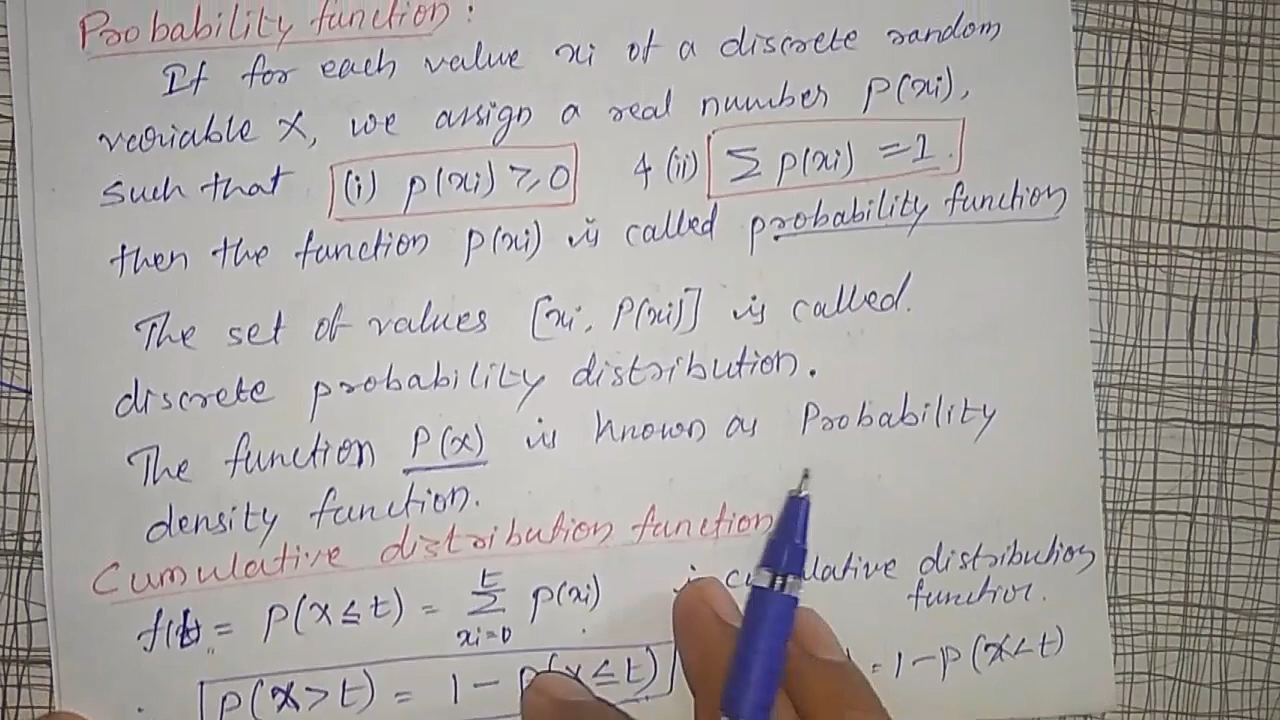 Probability function:
If for each value xi of a discrete random
variable X, we assign a real number p(xi),
such that (i) p(xi) ≥ 0 & (ii) Σ p(xi) = 1.
then the function p(xi) is called probability function
The set of values [xi, P(xi)] is called.
discrete probability distribution.
The function P(x) is known as Probability
density function.
Cumulative distribution function
f(t) = P(X ≤ t) = Σ_{xi=0}^{t} p(xi) is distribution
function.
P(X>t) = 1 - P(X ≤ t) = 1 - P(X < t)